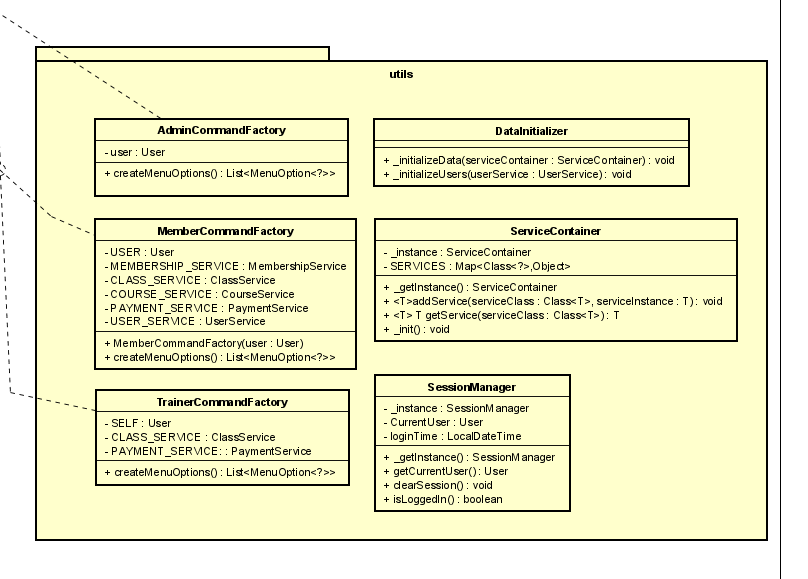 utils
AdminCommandFactory
- user : User
+ createMenuOptions() : List<MenuOption<?>>
DataInitializer
+ _initializeData(serviceContainer : ServiceContainer) : void
+ _initializeUsers(userService : UserService) : void
MemberCommandFactory
- USER : User
- MEMBERSHIP_SERVICE : MembershipService
- CLASS_SERVICE : ClassService
- COURSE_SERVICE : CourseService
- PAYMENT_SERVICE : PaymentService
- USER_SERVICE : UserService
+ MemberCommandFactory(user : User)
+ createMenuOptions() : List<MenuOption<?>>
ServiceContainer
- _instance : ServiceContainer
- SERVICES : Map<Class<?>,Object>
+ _getInstance() : ServiceContainer
+ <T>addService(serviceClass : Class<T>, serviceInstance : T) : void
+ <T> T getService(serviceClass : Class<T>) : T
+ _init() : void
TrainerCommandFactory
- SELF : User
- CLASS_SERVICE : ClassService
- PAYMENT_SERVICE: : PaymentService
+ createMenuOptions() : List<MenuOption<?>>
SessionManager
- _instance : SessionManager
- CurrentUser : User
- loginTime : LocalDateTime
+ _getInstance() : SessionManager
+ getCurrentUser() : User
+ clearSession() : void
+ isLoggedIn() : boolean